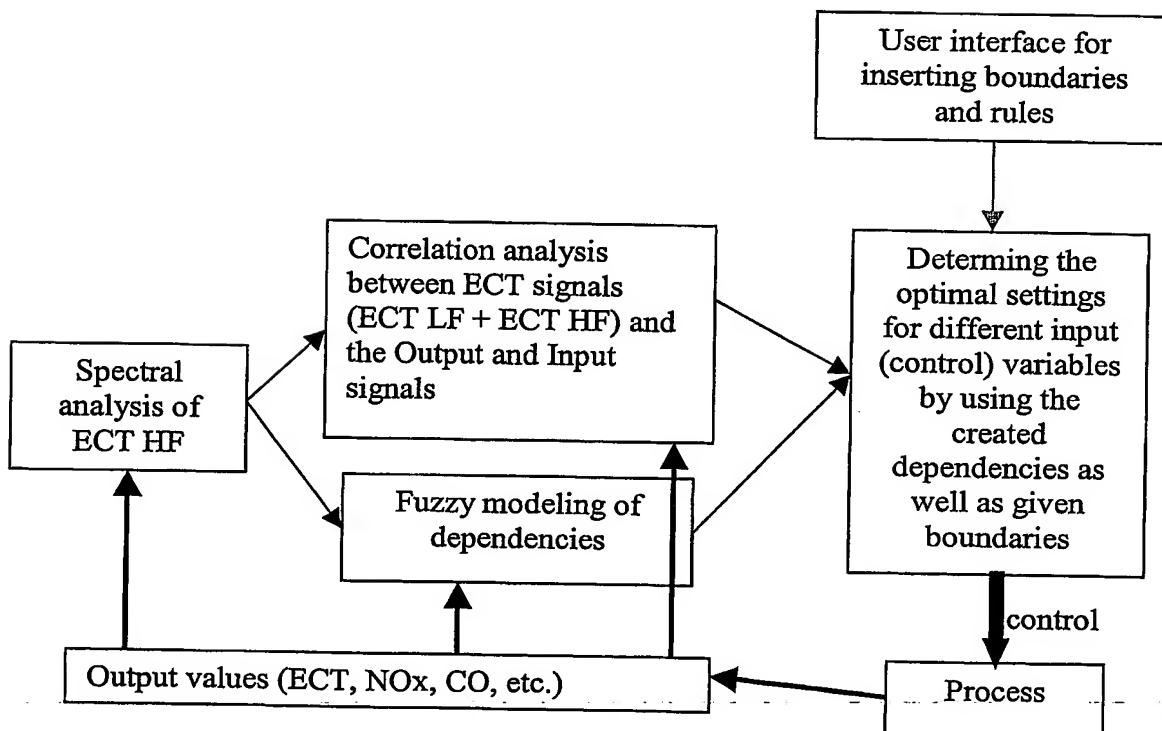 User interface for
inserting boundaries
and rules
Correlation analysis
between ECT signals
(ECT LF + ECT HF) and
the Output and Input
signals
Determing the
optimal settings
for different input
(control) variables
by using the
created
dependencies as
well as given
boundaries
Spectral
analysis of
ECT HF
Fuzzy modeling of
dependencies
control
Output values (ECT, NOx, CO, etc.)
Process